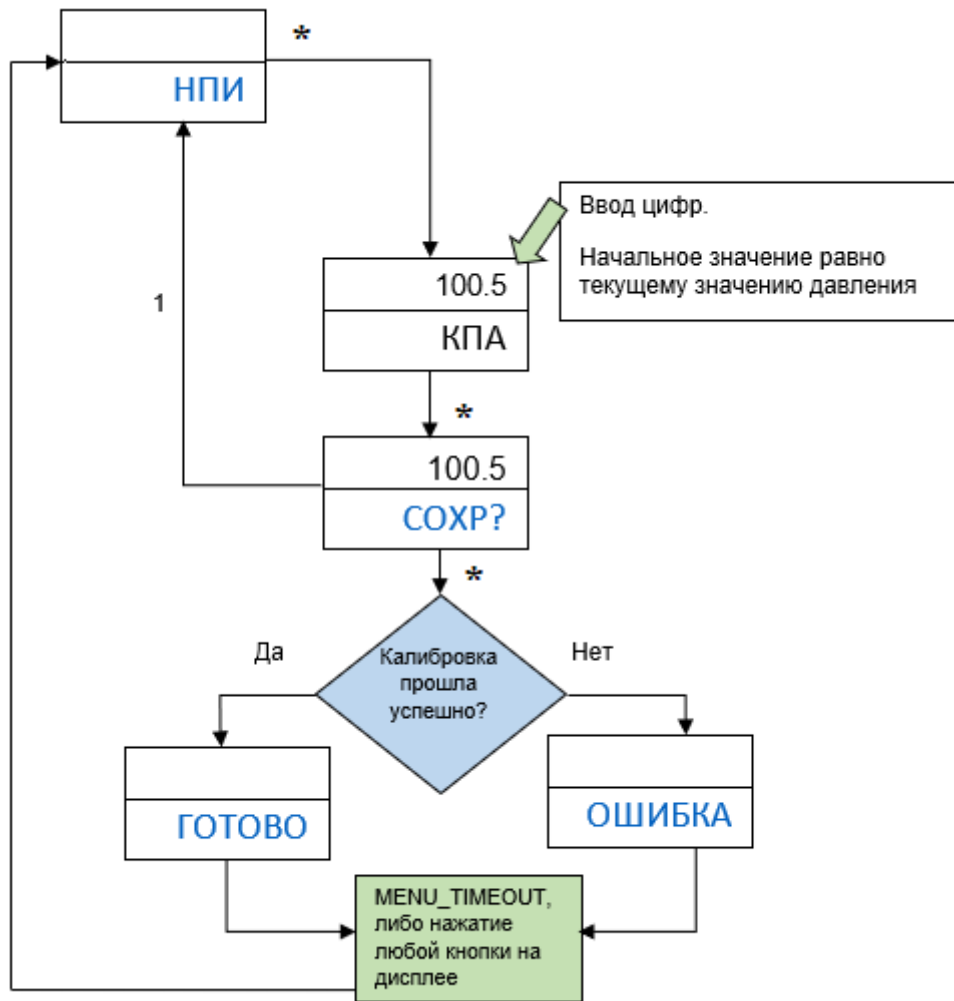 *
НПИ
Ввод цифр.
Начальное значение равно
текущему значению давления
100.5
КПА
1
*
100.5
СОХР?
*
Да
Нет
Калибровка
прошла
успешно?
ГОТОВО
ОШИБКА
MENU_TIMEOUT,
либо нажатие
любой кнопки на
дисплее